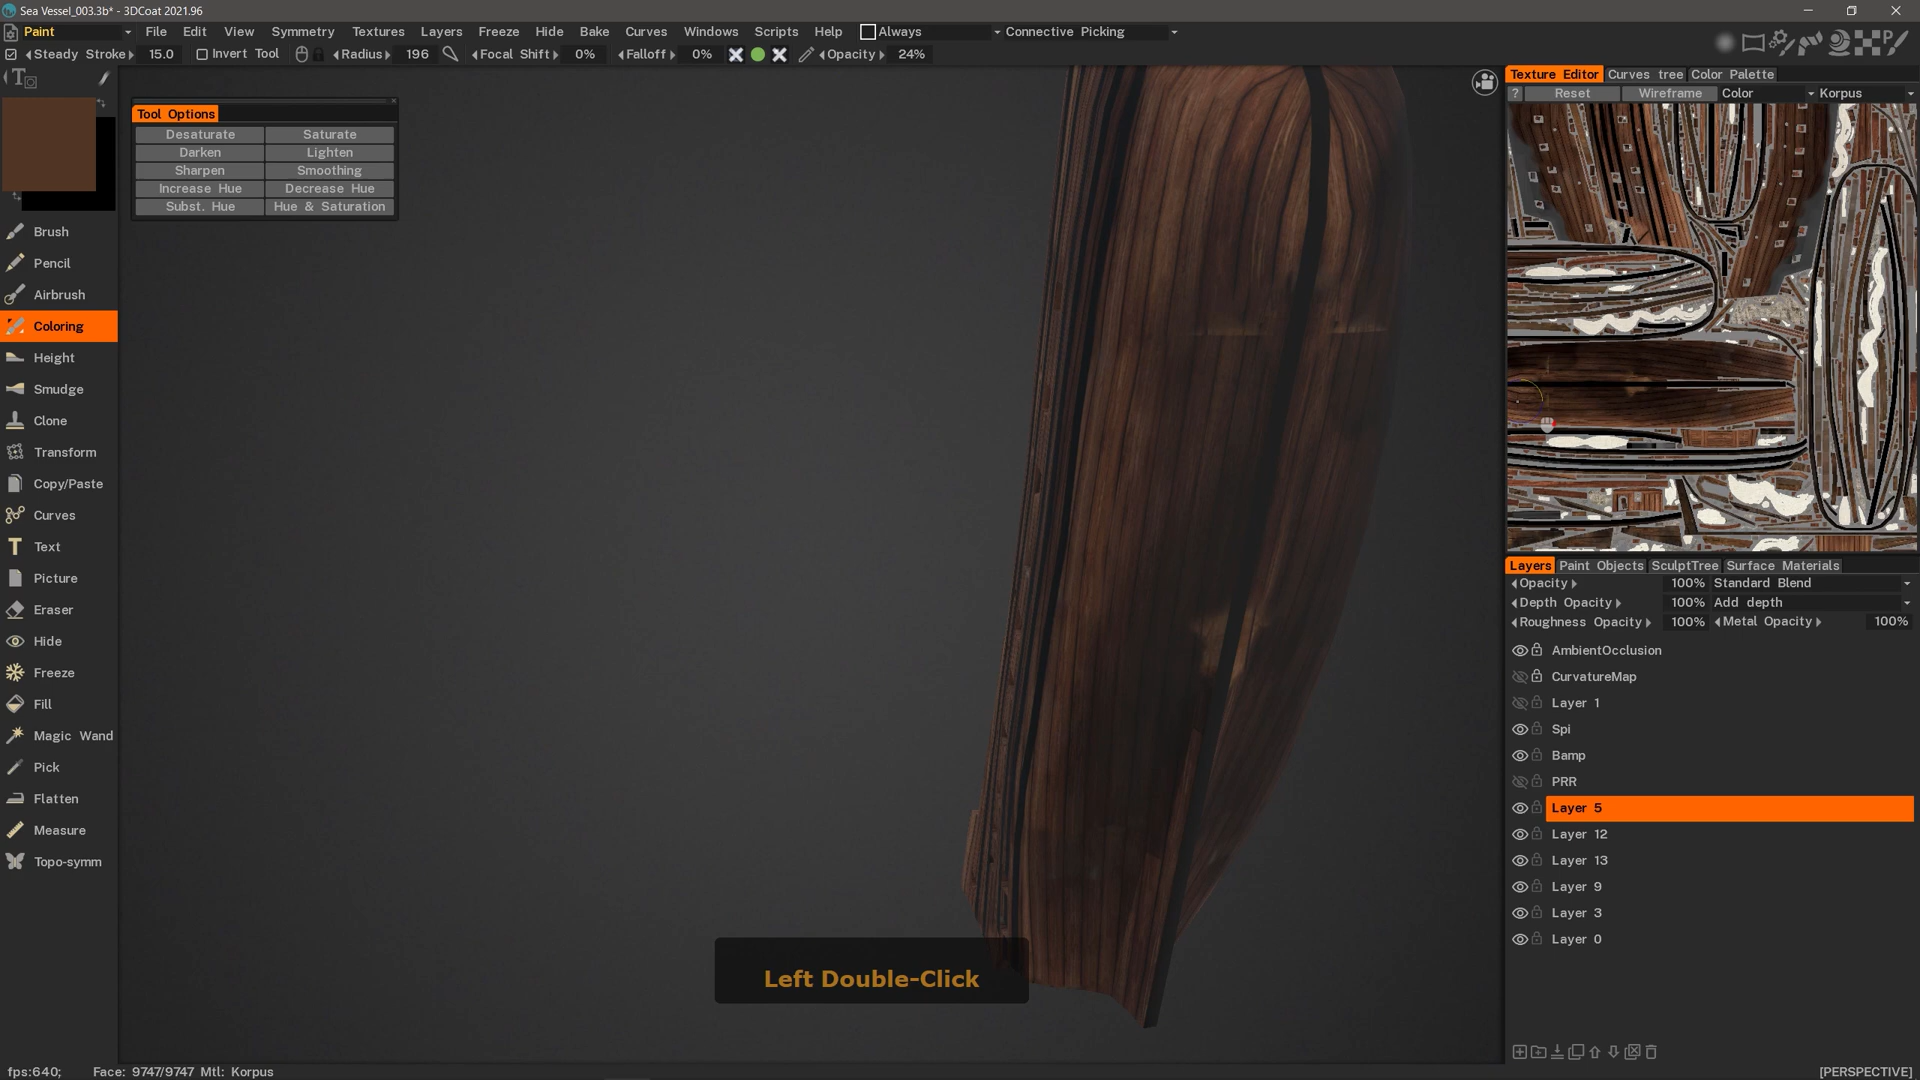 Sea Vessel_003.3b* - 3DCoat 2021.96
Paint File Edit View Symmetry Textures Layers Freeze Hide Bake Curves Windows Scripts Help Always Connective Picking
Steady Stroke 15.0 Invert Tool Radius 196 Focal Shift 0% Falloff 0% Opacity 24%
Tool Options
Desaturate Saturate
Darken Lighten
Sharpen Smoothing
Increase Hue Decrease Hue
Subst. Hue Hue & Saturation
Brush
Pencil
Airbrush
Coloring
Height
Smudge
Clone
Transform
Copy/Paste
Curves
Text
Picture
Eraser
Hide
Freeze
Fill
Magic Wand
Pick
Flatten
Measure
Topo-symm
Left Double-Click
Texture Editor Curves tree Color Palette
? Reset Wireframe Color Korpus
Layers Paint Objects SculptTree Surface Materials
Opacity 100% Standard Blend
Depth Opacity 100% Add depth
Roughness Opacity 100% Metal Opacity 100%
AmbientOcclusion
CurvatureMap
Layer 1
Spi
Bamp
PRR
Layer 5
Layer 12
Layer 13
Layer 9
Layer 3
Layer 0
fps:640; Face: 9747/9747 Mtl: Korpus [PERSPECTIVE]